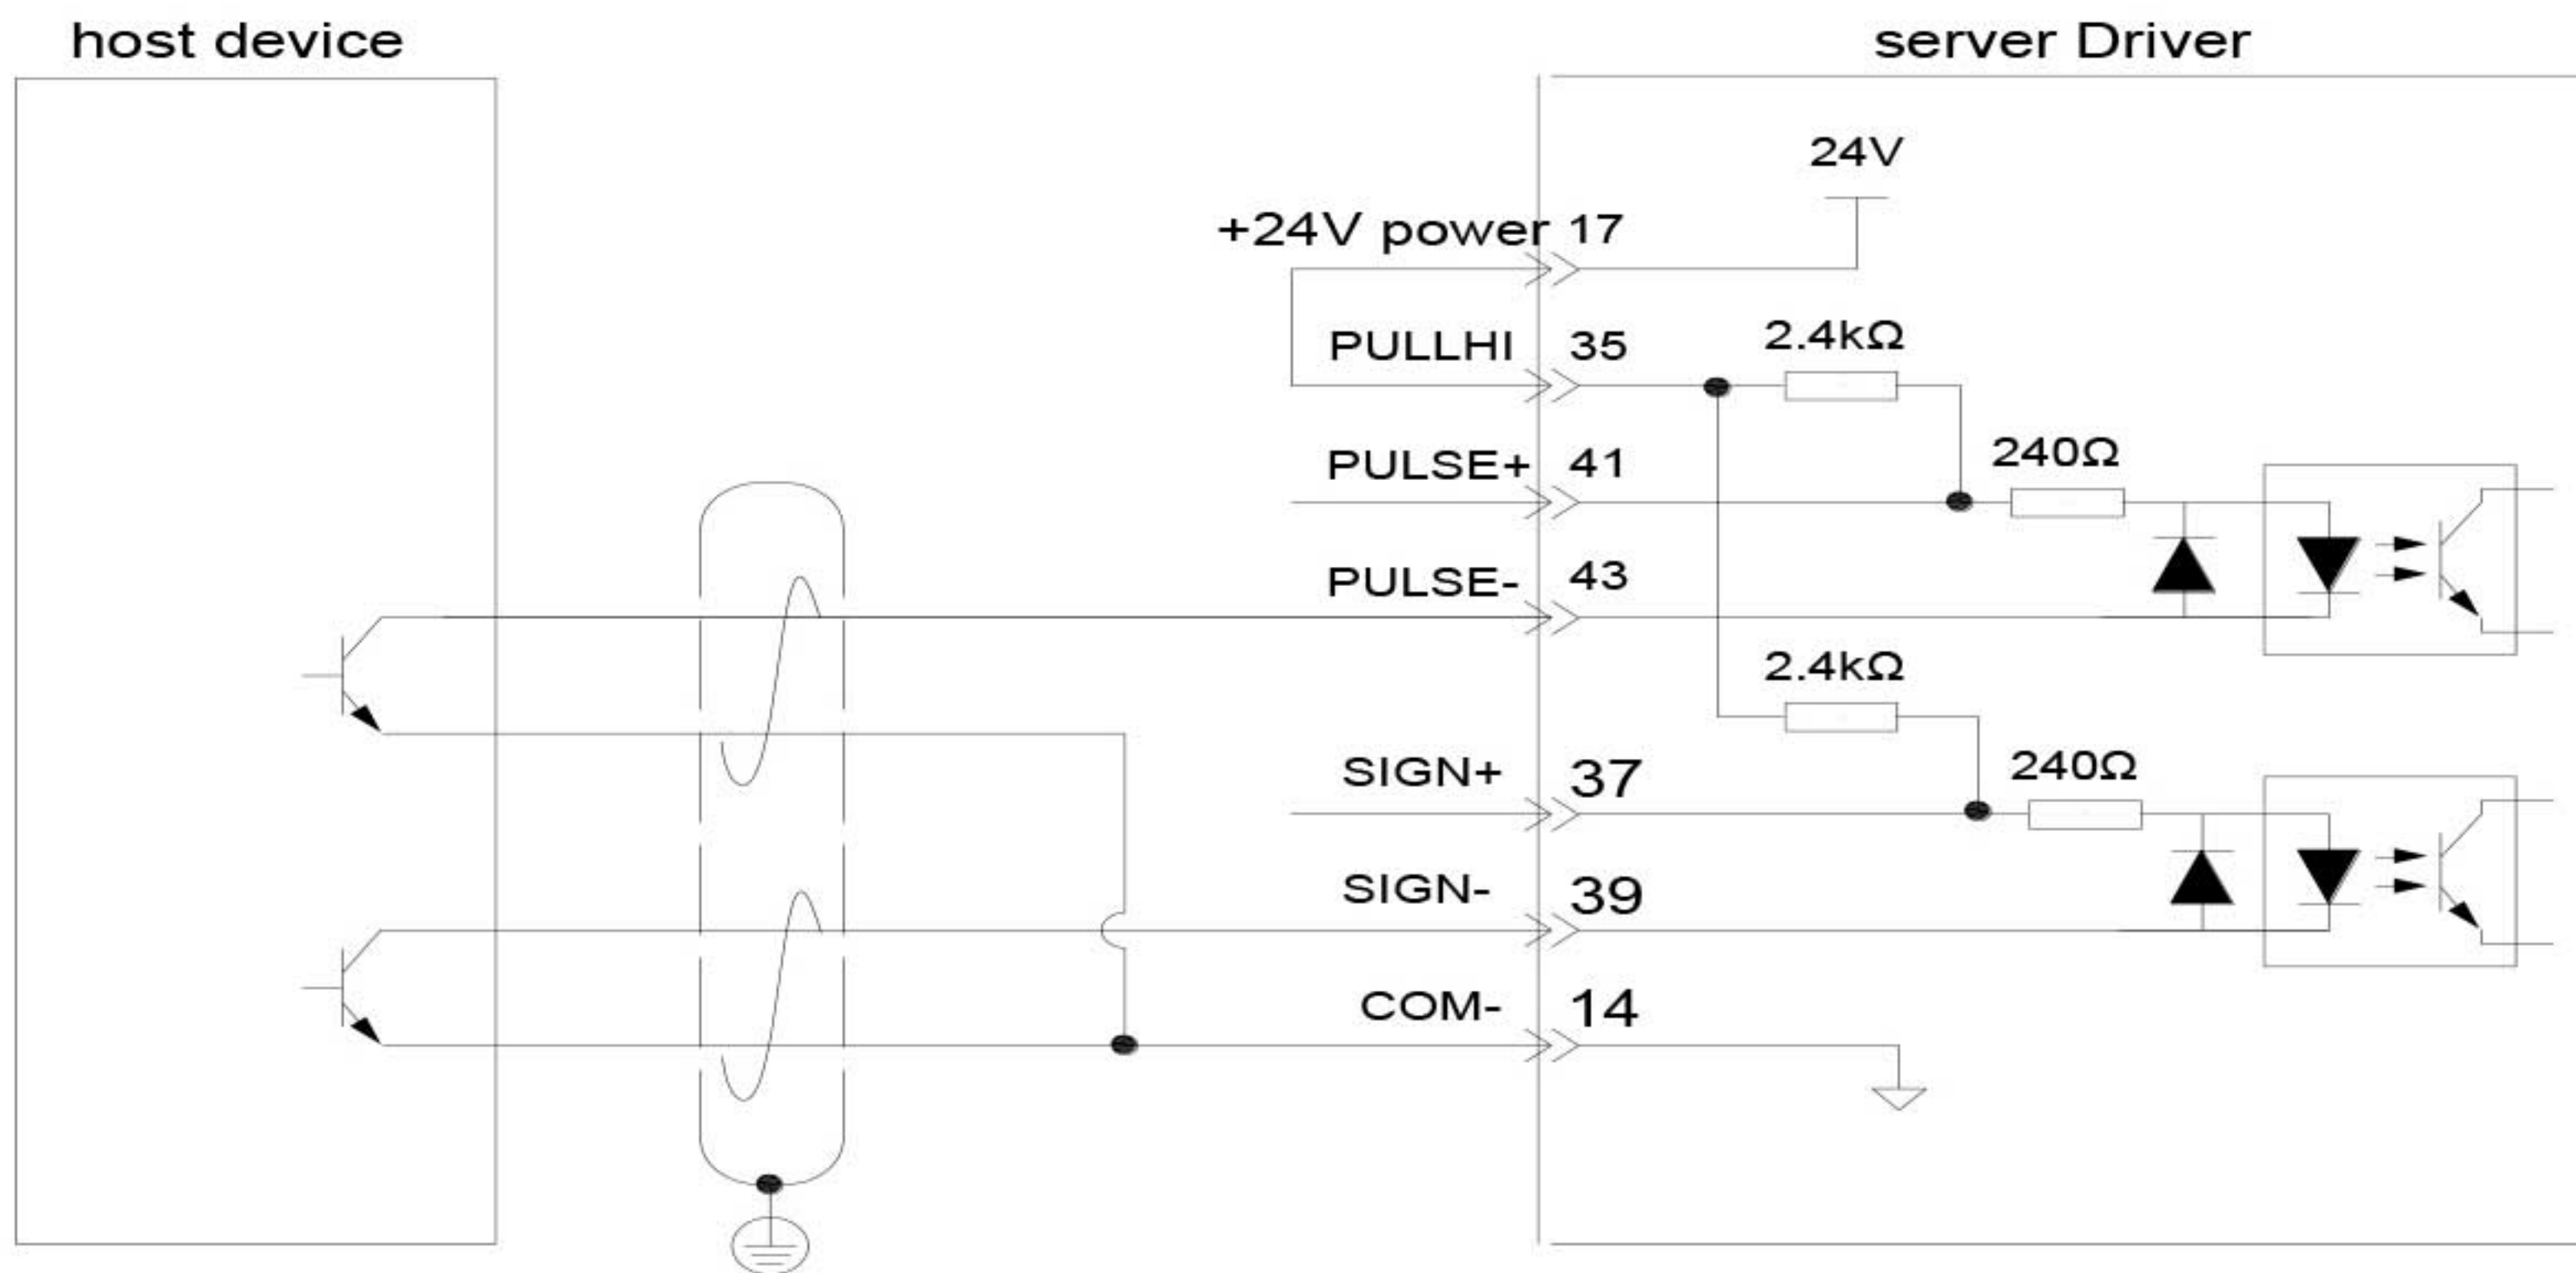 host device
server Driver
24V
+24V power 17
PULLHI 35
2.4kΩ
PULSE+ 41
240Ω
PULSE- 43
2.4kΩ
SIGN+ 37
240Ω
SIGN- 39
COM- 14